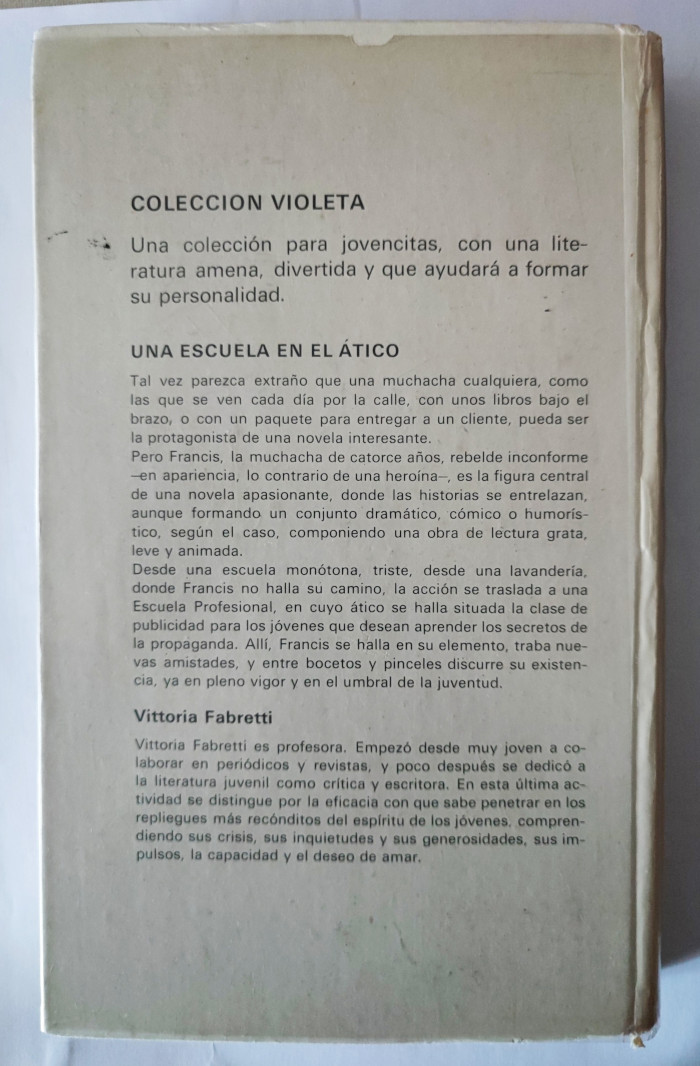 COLECCION VIOLETA
Una colección para jovencitas, con una lite-
ratura amena, divertida y que ayudará a formar
su personalidad.
UNA ESCUELA EN EL ÁTICO
Tal vez parezca extraño que una muchacha cualquiera, como
las que se ven cada día por la calle, con unos libros bajo el
brazo, o con un paquete para entregar a un cliente, pueda ser
la protagonista de una novela interesante.
Pero Francis, la muchacha de catorce años, rebelde inconforme
—en apariencia, lo contrario de una heroína—, es la figura central
de una novela apasionante, donde las historias se entrelazan,
aunque formando un conjunto dramático, cómico o humorís-
tico, según el caso, componiendo una obra de lectura grata,
leve y animada.
Desde una escuela monótona, triste, desde una lavandería,
donde Francis no halla su camino, la acción se traslada a una
Escuela Profesional, en cuyo ático se halla situada la clase de
publicidad para los jóvenes que desean aprender los secretos de
la propaganda. Allí, Francis se halla en su elemento, traba nue-
vas amistades, y entre bocetos y pinceles discurre su existen-
cia, ya en pleno vigor y en el umbral de la juventud.
Vittoria Fabretti
Vittoria Fabretti es profesora. Empezó desde muy joven a co-
laborar en periódicos y revistas, y poco después se dedicó a
la literatura juvenil como crítica y escritora. En esta última ac-
tividad se distingue por la eficacia con que sabe penetrar en los
repliegues más recónditos del espíritu de los jóvenes, compren-
diendo sus crisis, sus inquietudes y sus generosidades, sus im-
pulsos, la capacidad y el deseo de amar.